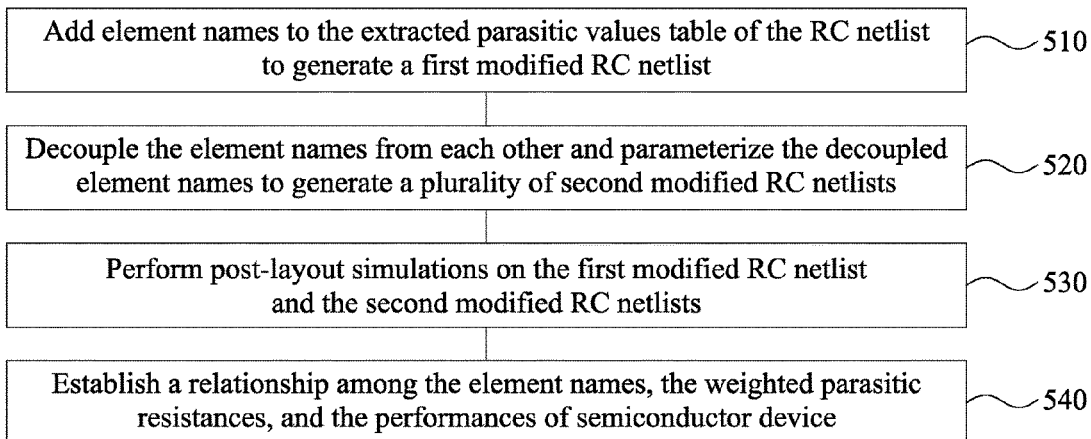 Add element names to the extracted parasitic values table of the RC netlist
to generate a first modified RC netlist
510
Decouple the element names from each other and parameterize the decoupled
element names to generate a plurality of second modified RC netlists
520
Perform post-layout simulations on the first modified RC netlist
and the second modified RC netlists
530
Establish a relationship among the element names, the weighted parasitic
resistances, and the performances of semiconductor device
540